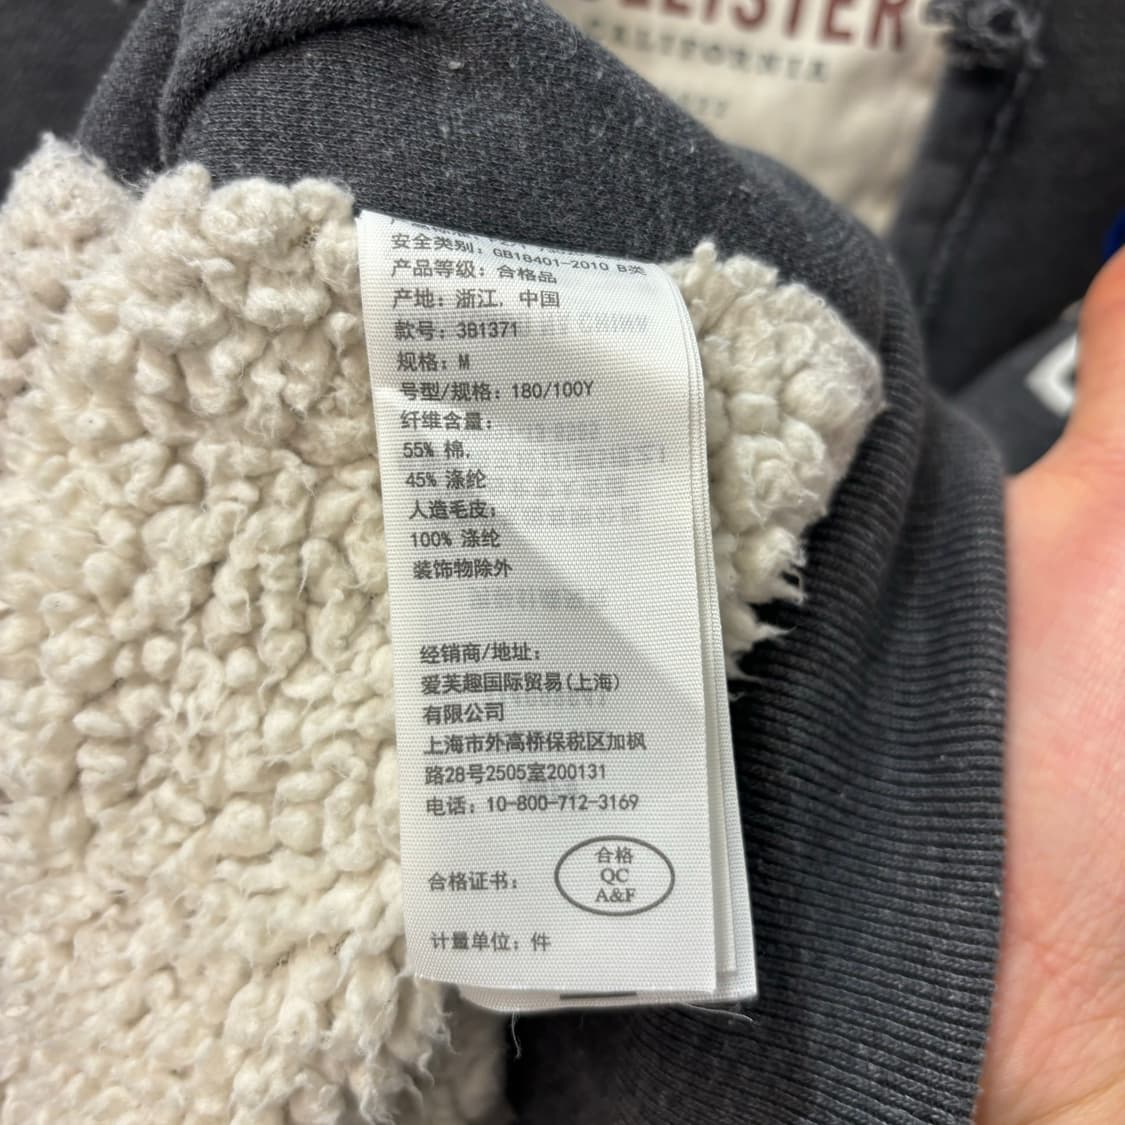 LLISTER
CALIFORNIA
安全类别：GB18401-2010 B类
产品等级：合格品
产地：浙江，中国
款号：381371
规格：M
号型/规格：180/100Y
纤维含量：
55% 棉，
45% 涤纶
人造毛皮；
100% 涤纶
装饰物除外
经销商/地址：
爱芙趣国际贸易(上海)
有限公司
上海市外高桥保税区加枫
路28号2505室200131
电话：10-800-712-3169
合格证书：
合格
QC
A&F
计量单位：件